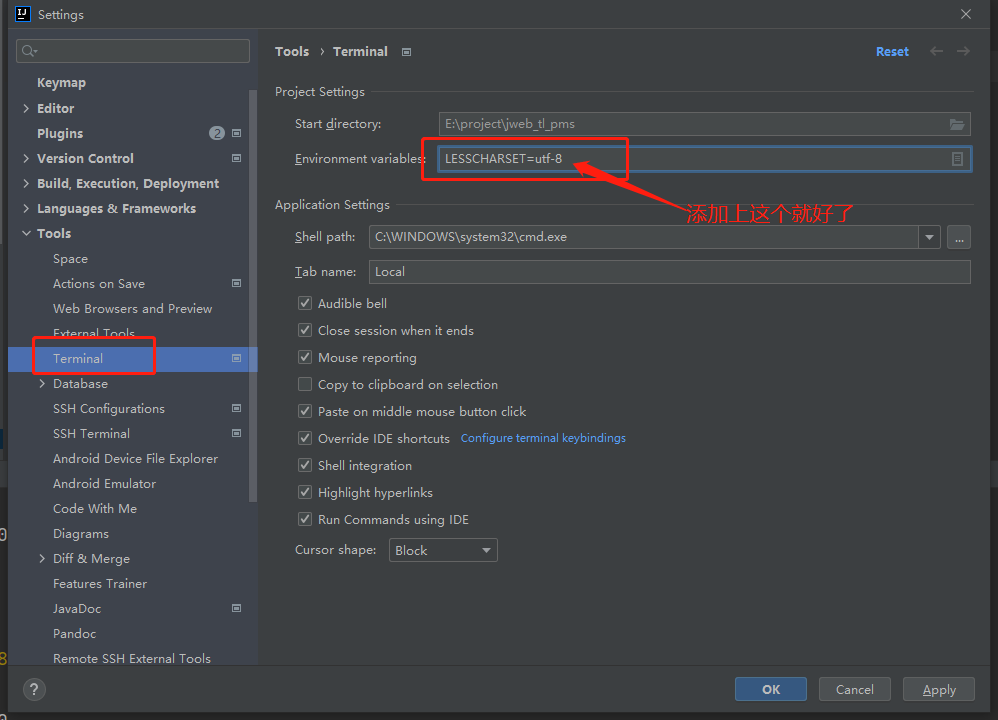 Settings
Keymap
Editor
Plugins 2
Version Control
Build, Execution, Deployment
Languages & Frameworks
Tools
Space
Actions on Save
Web Browsers and Preview
External Tools
Terminal
Database
SSH Configurations
SSH Terminal
Android Device File Explorer
Android Emulator
Code With Me
Diagrams
Diff & Merge
Features Trainer
JavaDoc
Pandoc
Remote SSH External Tools
Tools › Terminal Reset
Project Settings
Start directory: E:\project\jweb_tl_pms
Environment variables: LESSCHARSET=utf-8
添加上这个就好了
Application Settings
Shell path: C:\WINDOWS\system32\cmd.exe ...
Tab name: Local
Audible bell
Close session when it ends
Mouse reporting
Copy to clipboard on selection
Paste on middle mouse button click
Override IDE shortcuts Configure terminal keybindings
Shell integration
Highlight hyperlinks
Run Commands using IDE
Cursor shape: Block
? OK Cancel Apply